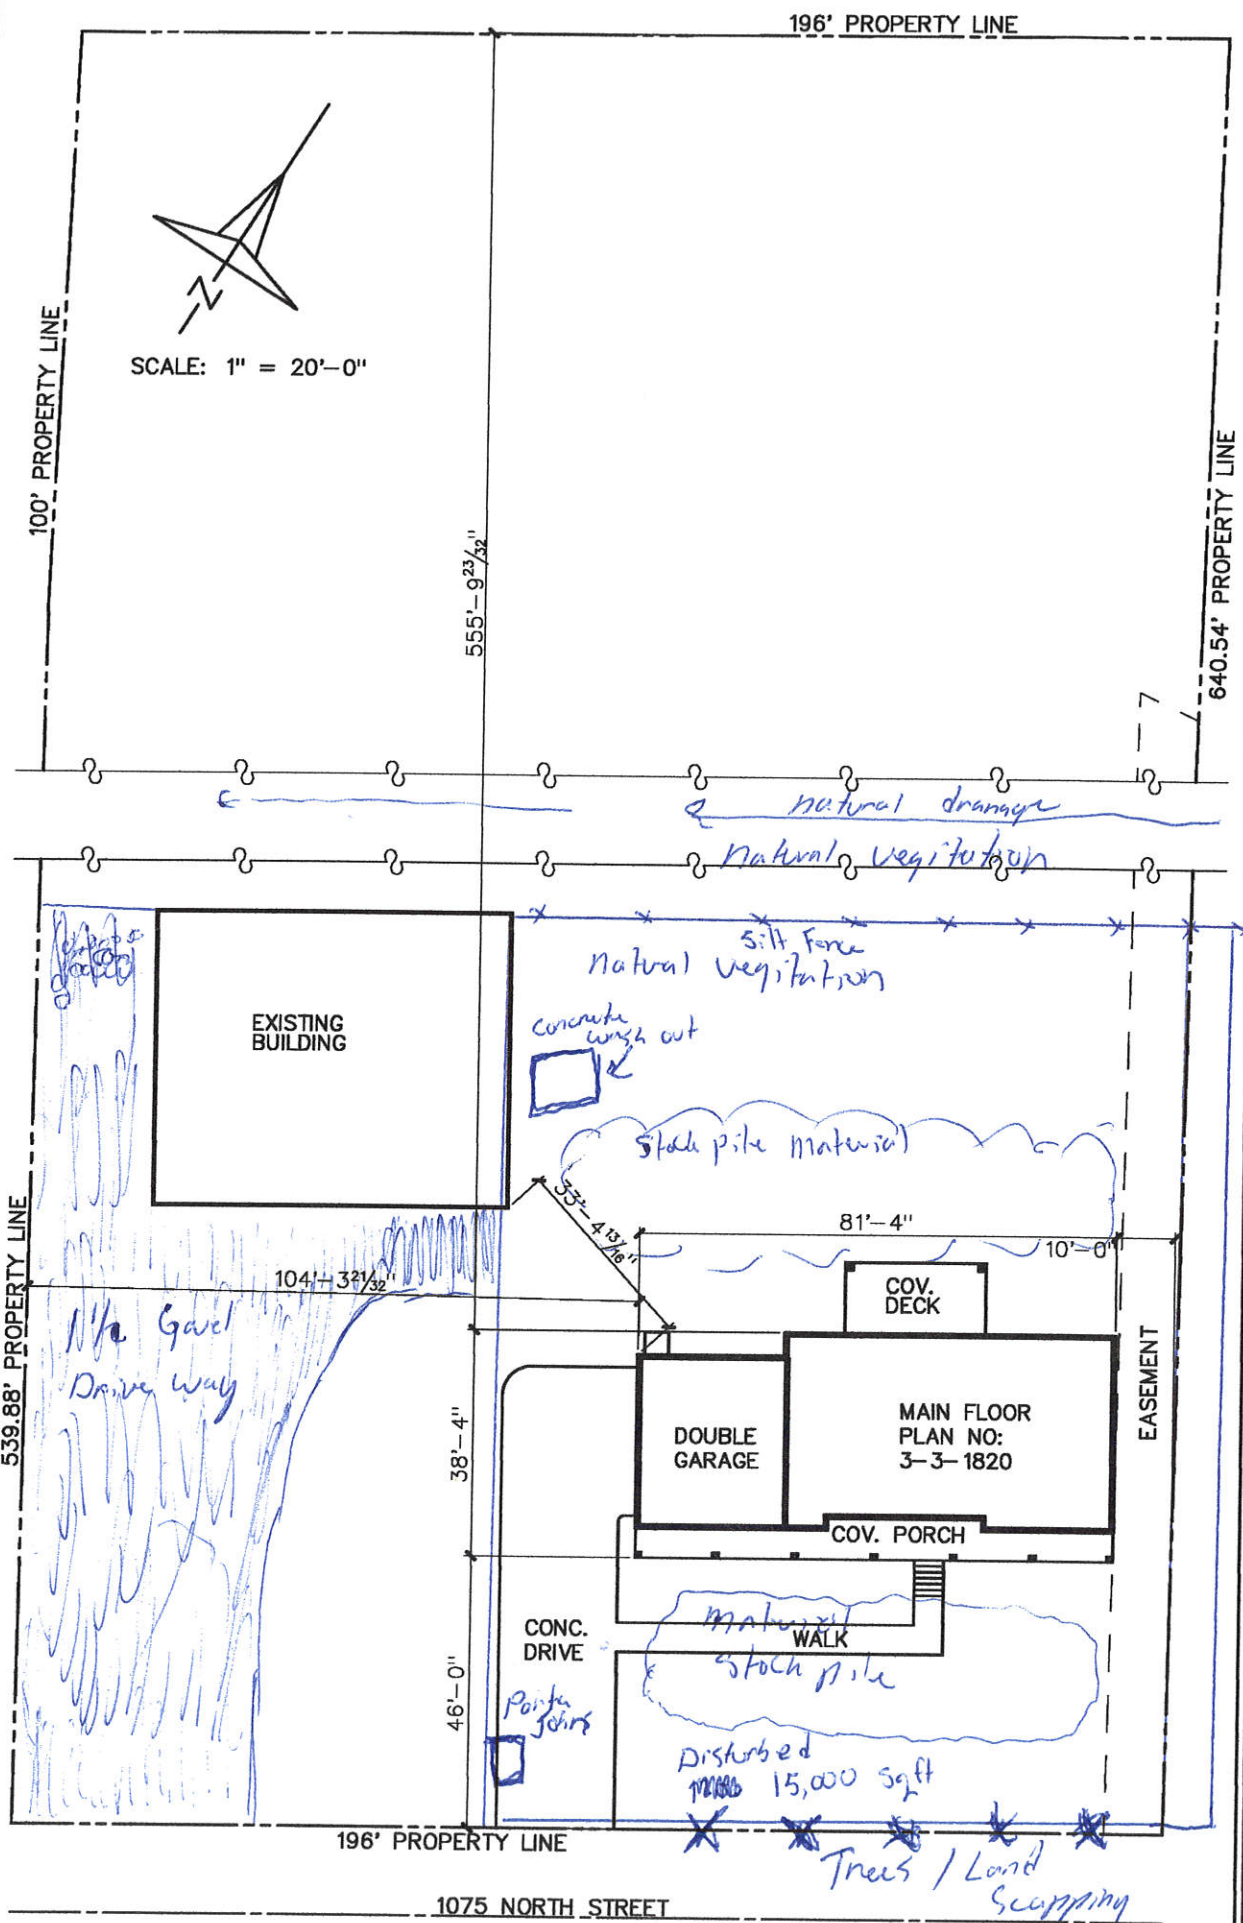 196' PROPERTY LINE
100' PROPERTY LINE
N
SCALE: 1" = 20'-0"
555'-9 23/32"
640.54' PROPERTY LINE
7
natural dranage
Natural vegitation
Silt Fence
Natural vegitation
EXISTING
BUILDING
Concrete
wash out
Stock pile Material
33'-4 13/16"
81'-4"
10'-0"
104'-3 21/32"
COV.
DECK
539.88' PROPERTY LINE
Drive way
38'-4"
DOUBLE
GARAGE
MAIN FLOOR
PLAN NO:
3-3-1820
EASEMENT
COV. PORCH
CONC.
DRIVE
Material
WALK
Stock pile
46'-0"
Porta
Johns
Disturbed
15,000 Sqft
196' PROPERTY LINE
Trees / Land
Scapping
1075 NORTH STREET